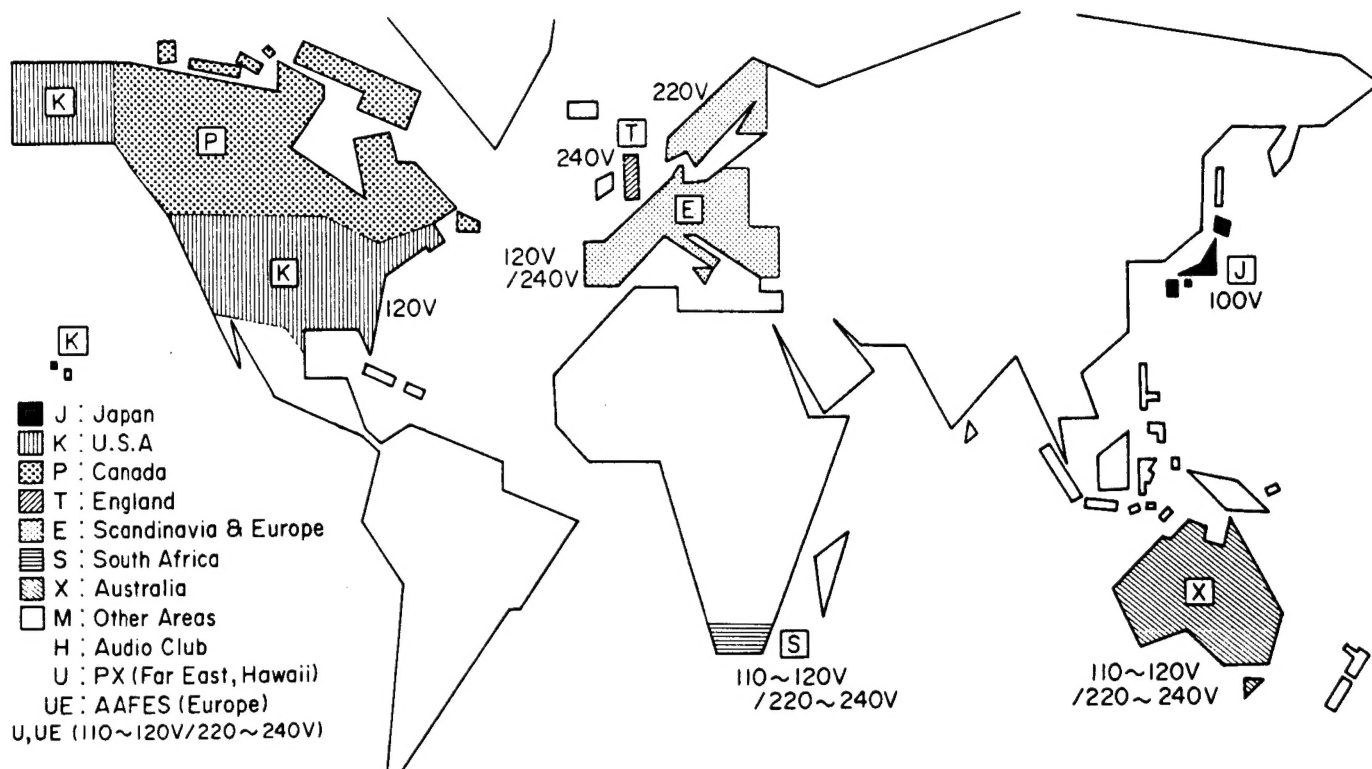 K
P
220V
T
240V
E
K
120V
/240V
J
100V
120V
K
J : Japan
K : U.S.A
P : Canada
T : England
E : Scandinavia & Europe
S : South Africa
X : Australia
M : Other Areas
H : Audio Club
U : PX (Far East, Hawaii)
UE : AAFES (Europe)
U,UE (110~120V/220~240V)
X
S
110~120V
/220~240V
110~120V
/220~240V